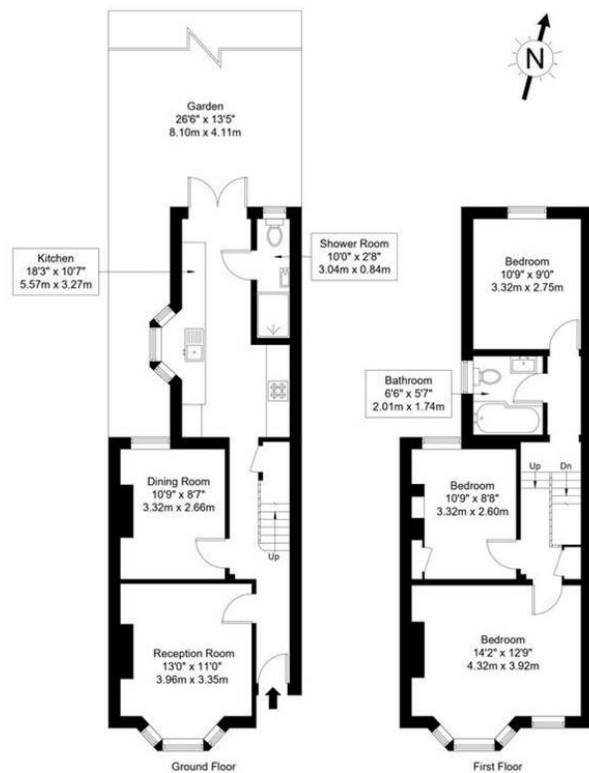 N
Garden
26'6" x 13'5"
8.10m x 4.11m
Kitchen
18'3" x 10'7"
5.57m x 3.27m
Shower Room
10'0" x 2'8"
3.04m x 0.84m
Dining Room
10'9" x 8'7"
3.32m x 2.66m
Up
Reception Room
13'0" x 11'0"
3.96m x 3.35m
Ground Floor
Bedroom
10'9" x 9'0"
3.32m x 2.75m
Bathroom
6'6" x 5'7"
2.01m x 1.74m
Up
Dn
Bedroom
10'9" x 8'8"
3.32m x 2.60m
Bedroom
14'2" x 12'9"
4.32m x 3.92m
First Floor